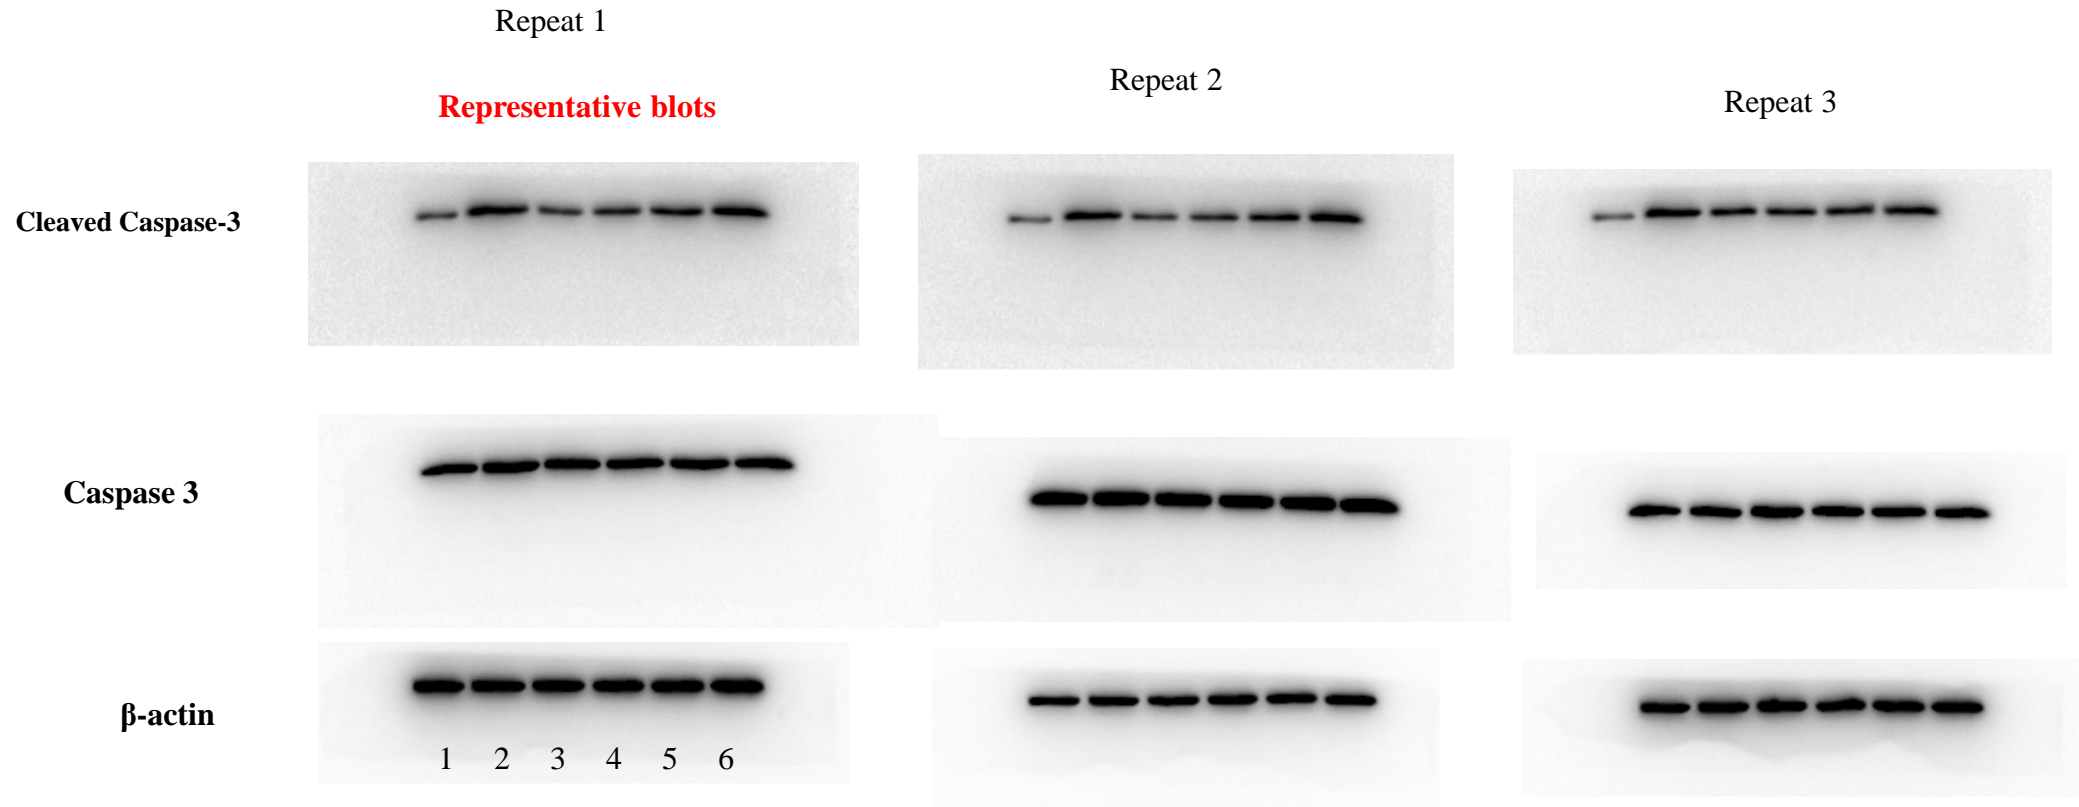 Repeat 1
Repeat 2
Repeat 3
Representative blots
Cleaved Caspase-3
Caspase 3
β-actin
1 2 3 4 5 6